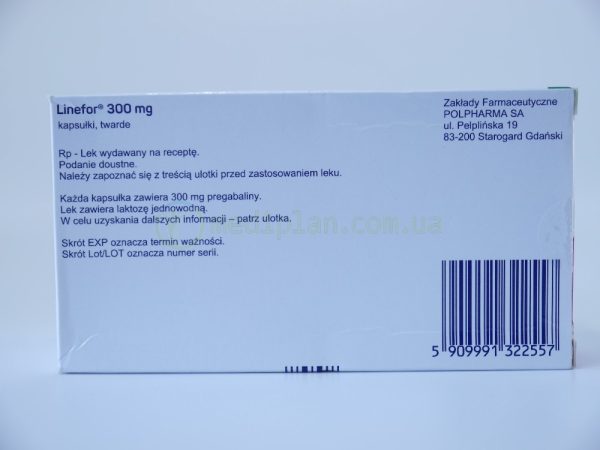 Linefor® 300 mg
kapsułki, twarde
Zakłady Farmaceutyczne
POLPHARMA SA
ul. Pelplińska 19
83-200 Starogard Gdański
Rp - Lek wydawany na receptę.
Podanie doustne.
Należy zapoznać się z treścią ulotki przed zastosowaniem leku.
Każda kapsułka zawiera 300 mg pregabaliny.
Lek zawiera laktozę jednowodną.
W celu uzyskania dalszych informacji – patrz ulotka.
mediplan.com.ua
Skrót EXP oznacza termin ważności.
Skrót Lot/LOT oznacza numer serii.
5 909991 322557